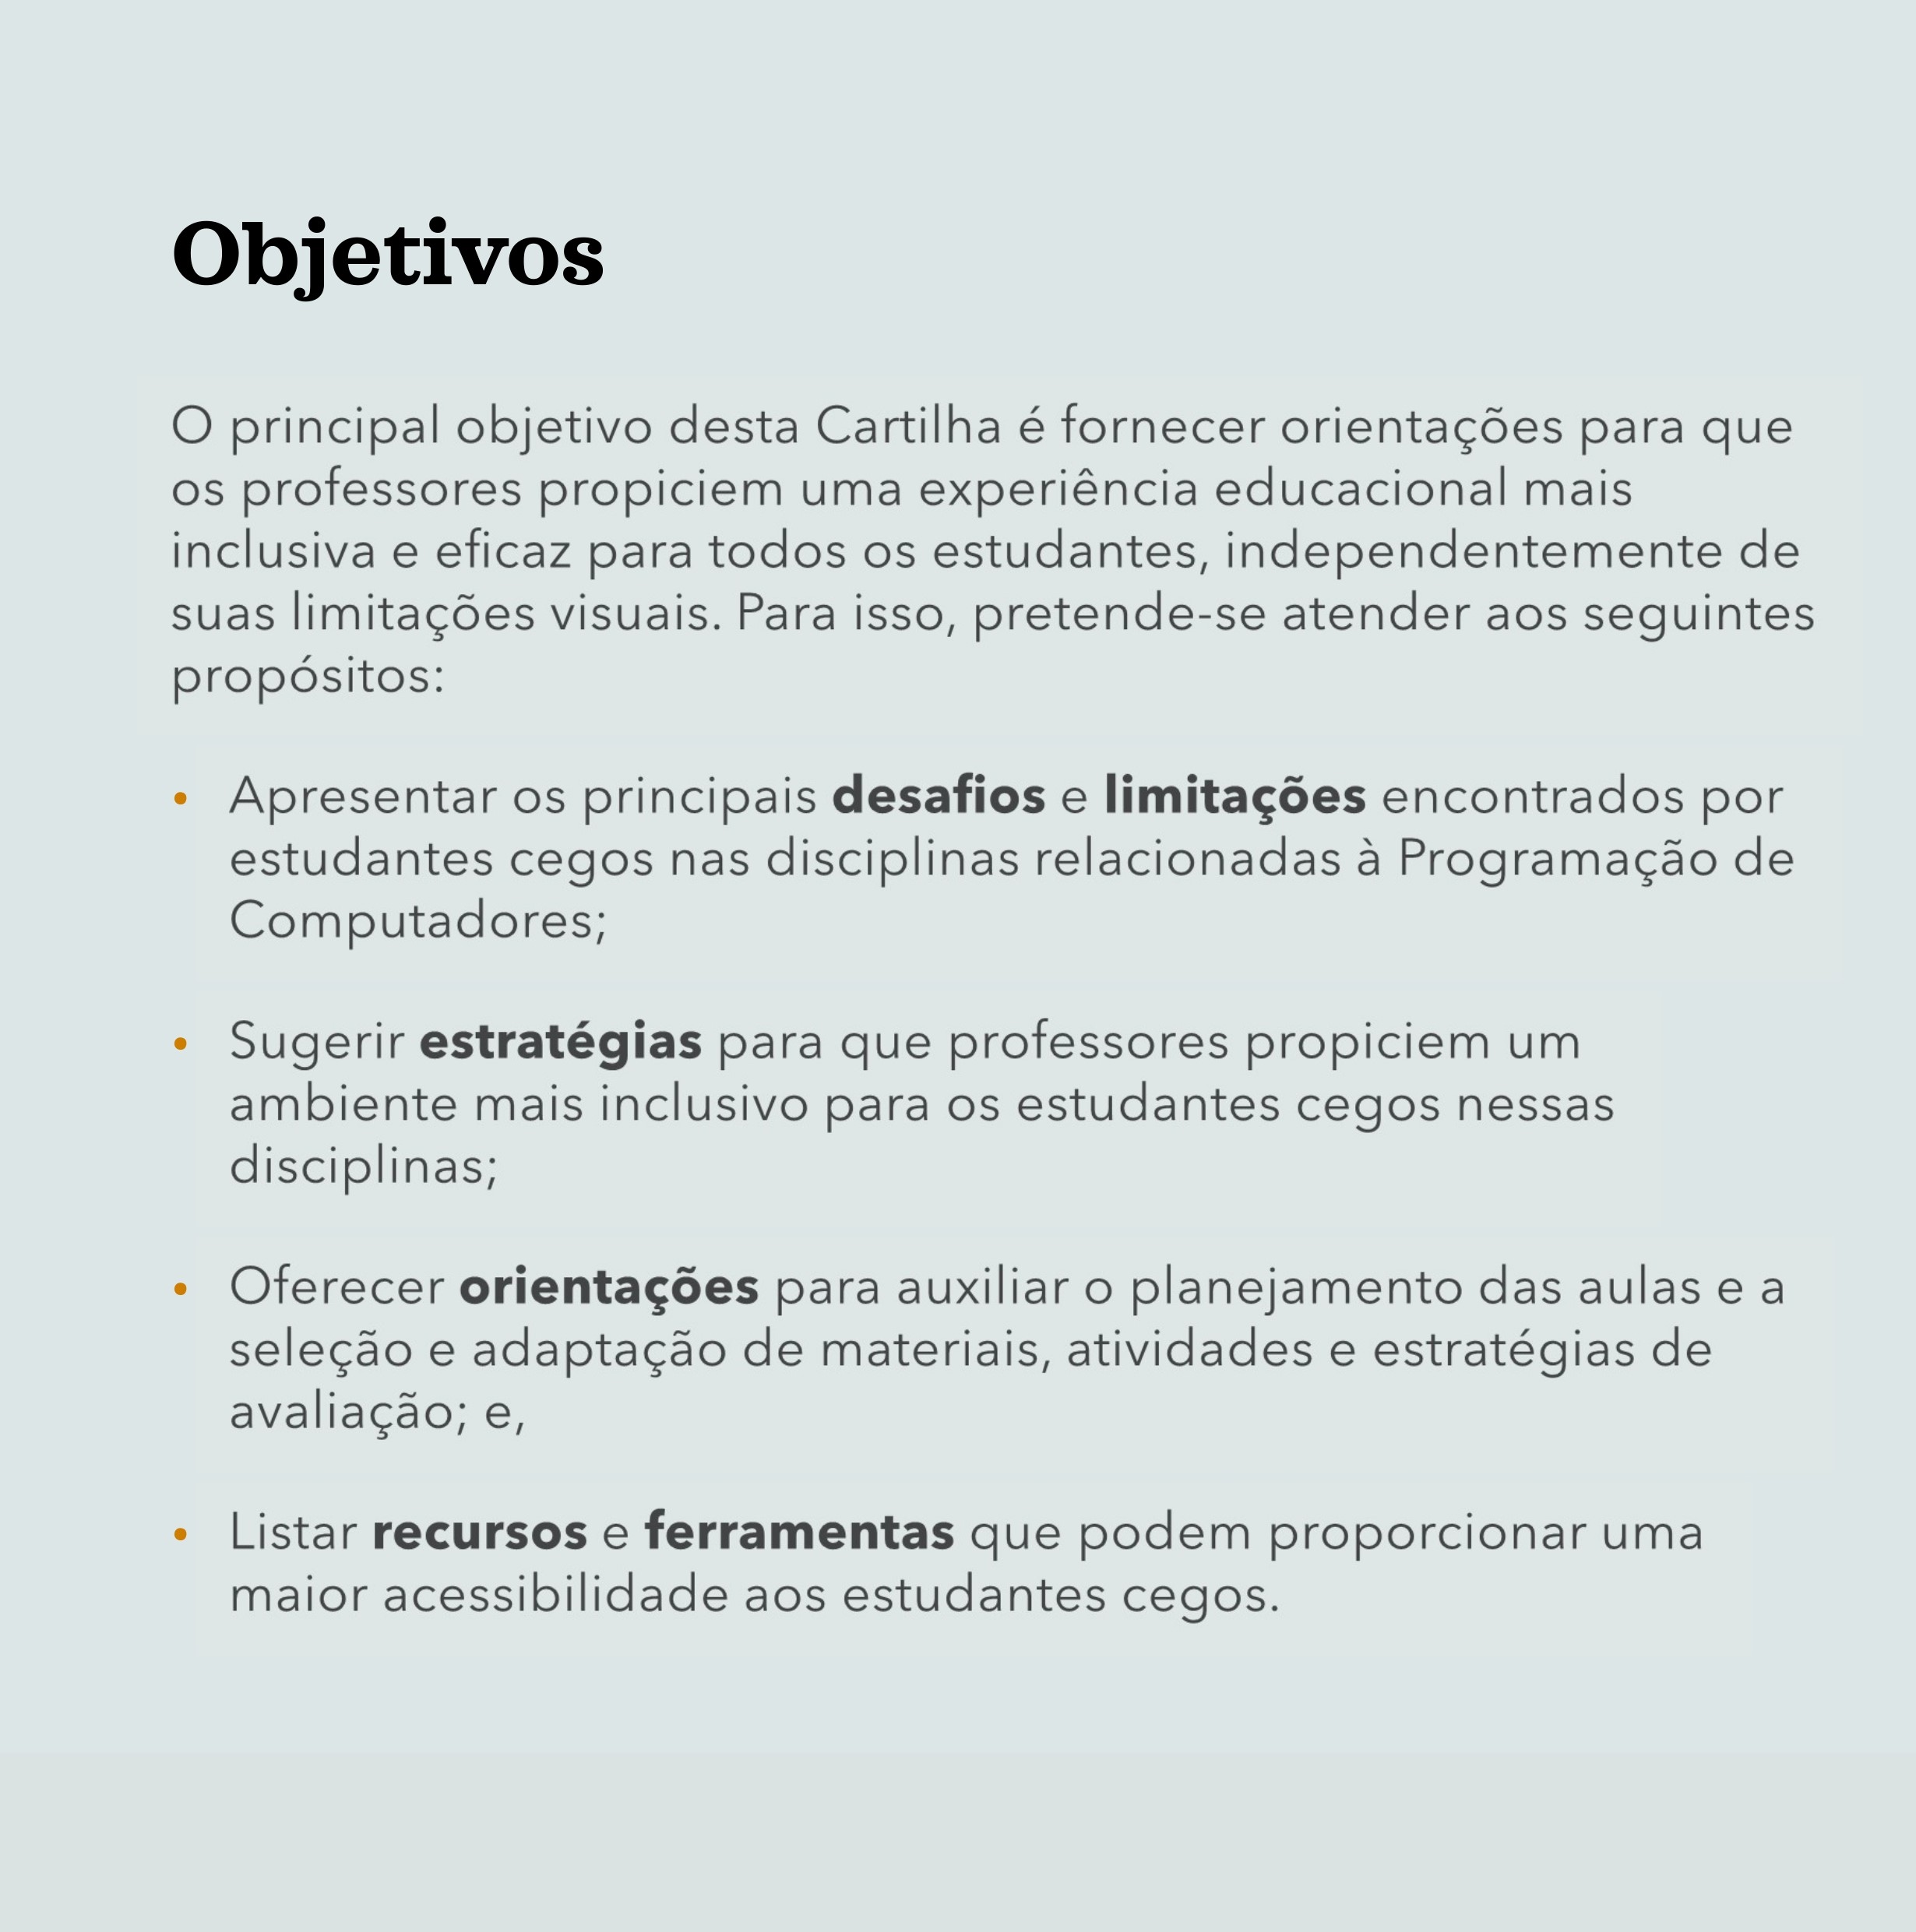 Objetivos
O principal objetivo desta Cartilha é fornecer orientações para que
os professores propiciem uma experiência educacional mais
inclusiva e eficaz para todos os estudantes, independentemente de
suas limitações visuais. Para isso, pretende-se atender aos seguintes
propósitos:
• Apresentar os principais desafios e limitações encontrados por
estudantes cegos nas disciplinas relacionadas à Programação de
Computadores;
• Sugerir estratégias para que professores propiciem um
ambiente mais inclusivo para os estudantes cegos nessas
disciplinas;
• Oferecer orientações para auxiliar o planejamento das aulas e a
seleção e adaptação de materiais, atividades e estratégias de
avaliação; e,
• Listar recursos e ferramentas que podem proporcionar uma
maior acessibilidade aos estudantes cegos.